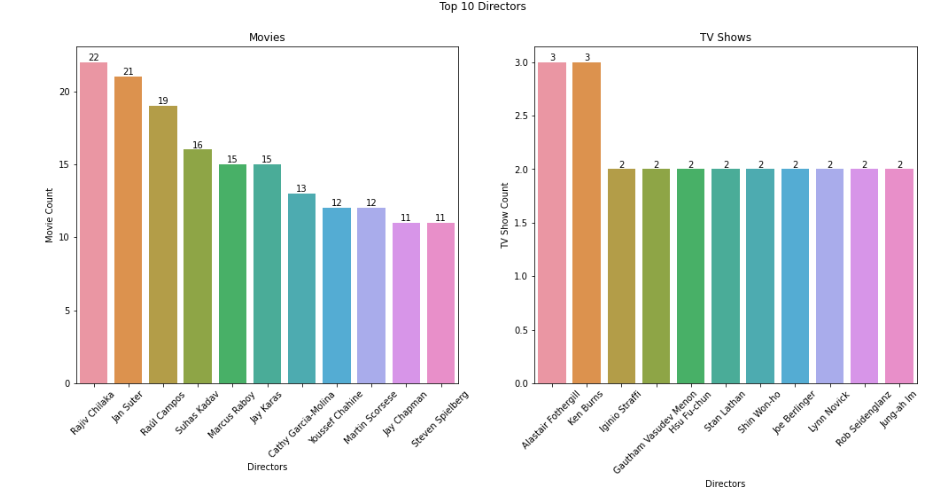 Top 10 Directors
Movies
22
21
19
16
15
15
13
12
12
11
11
20
15
10
5
0
Movie Count
Rajiv Chilaka
Jan Suter
Raúl Campos
Suhas Kadav
Marcus Raboy
Jay Karas
Cathy Garcia-Molina
Youssef Chahine
Martin Scorsese
Jay Chapman
Steven Spielberg
Directors
TV Shows
3
3
2
2
2
2
2
2
2
2
2
3.0
2.5
2.0
1.5
1.0
0.5
0.0
TV Show Count
Alastair Fothergill
Ken Burns
Iginio Straffi
Gautham Vasudev Menon
Hsu Fu-chun
Stan Lathan
Shin Won-ho
Joe Berlinger
Lynn Novick
Rob Seidenglanz
Jung-ah Im
Directors